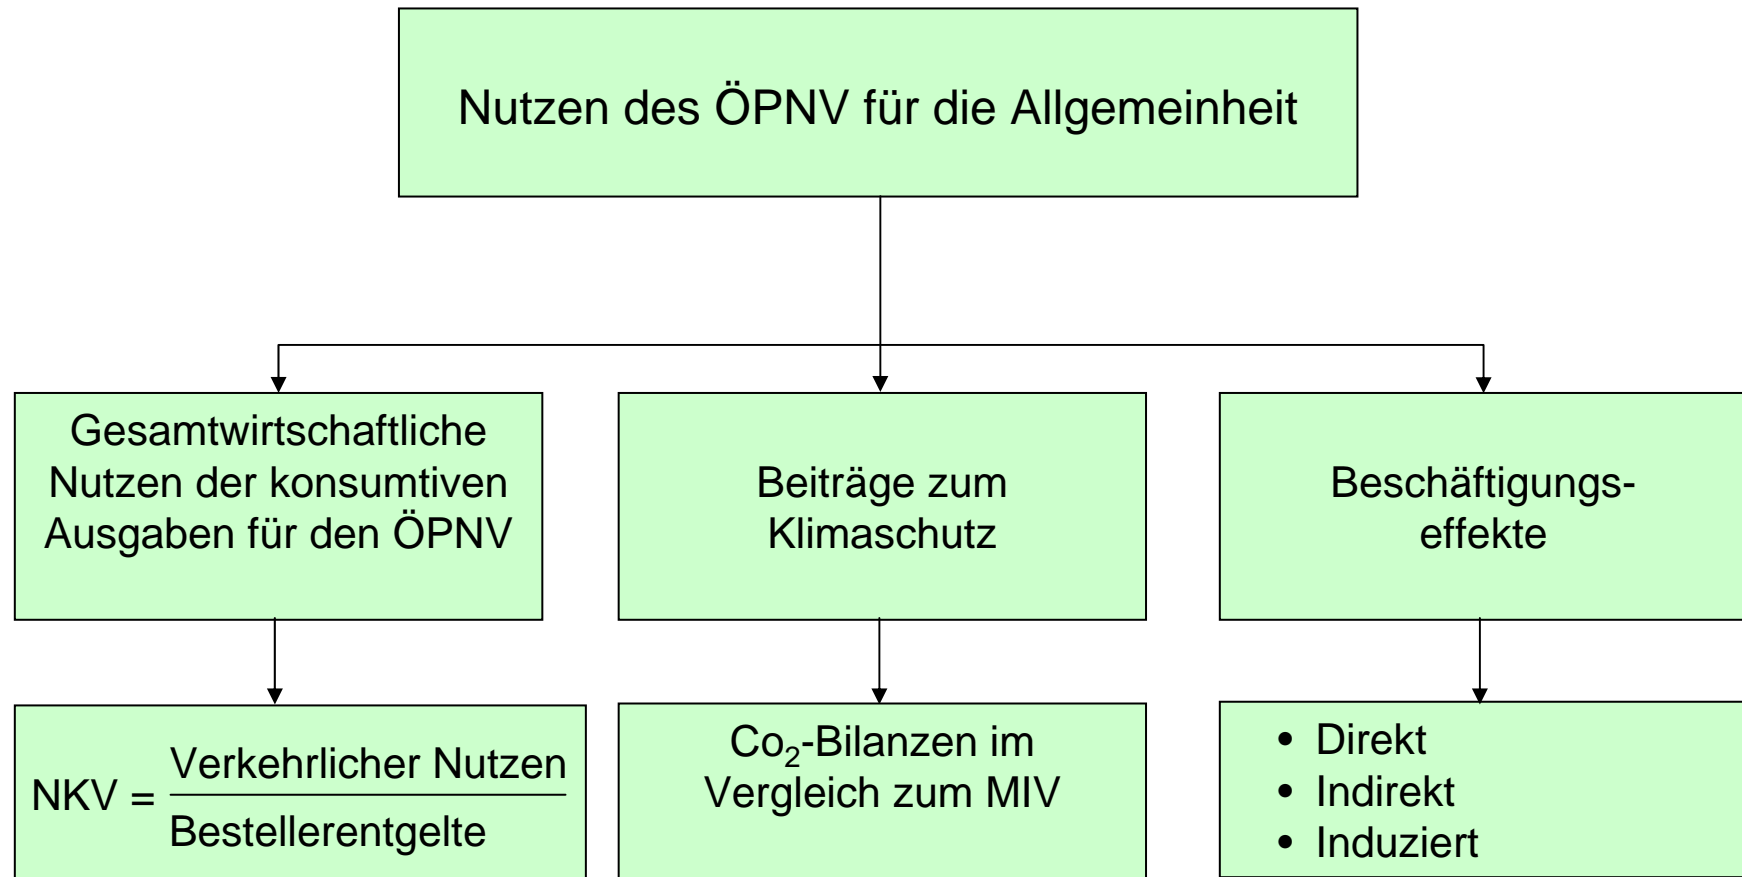 Nutzen des ÖPNV für die Allgemeinheit
Gesamtwirtschaftliche
Nutzen der konsumtiven
Ausgaben für den ÖPNV
Beiträge zum
Klimaschutz
Beschäftigungs-
effekte
NKV = Verkehrlicher Nutzen
Bestellerentgelte
Co₂-Bilanzen im
Vergleich zum MIV
• Direkt
• Indirekt
• Induziert